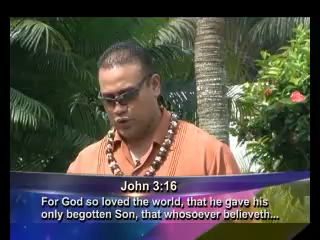 John 3:16
For God so loved the world, that he gave his
only begotten Son, that whosoever believeth...